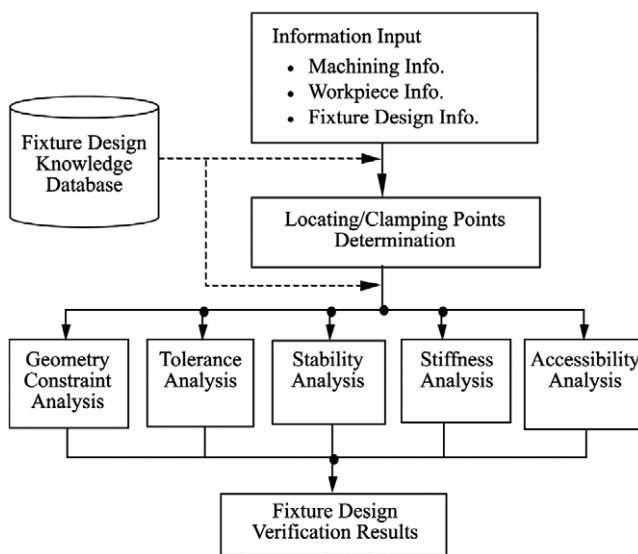 Information Input
• Machining Info.
• Workpiece Info.
• Fixture Design Info.
Fixture Design
Knowledge
Database
Locating/Clamping Points
Determination
Geometry
Constraint
Analysis
Tolerance
Analysis
Stability
Analysis
Stiffness
Analysis
Accessibility
Analysis
Fixture Design
Verification Results